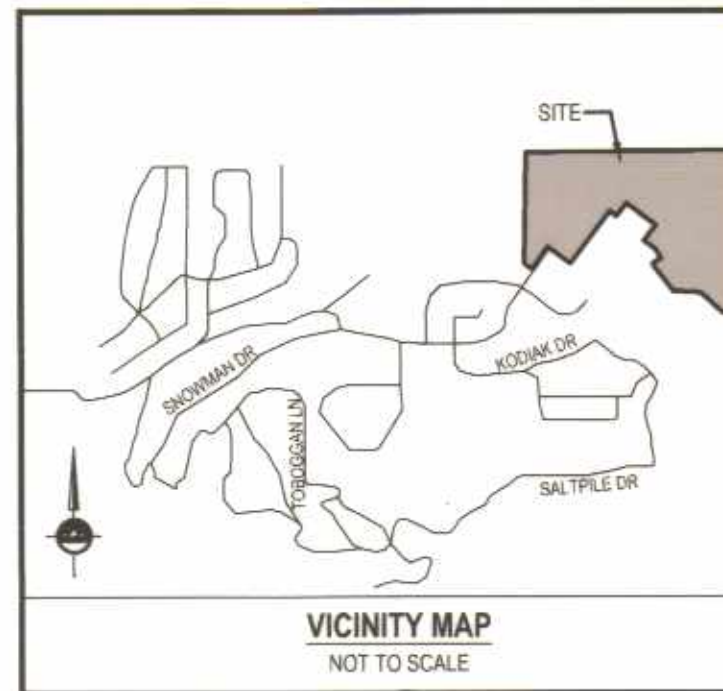 SITE
SNOWMAN DR
KODIAK DR
TOBOGGAN LN
SALTPILE DR
VICINITY MAP
NOT TO SCALE